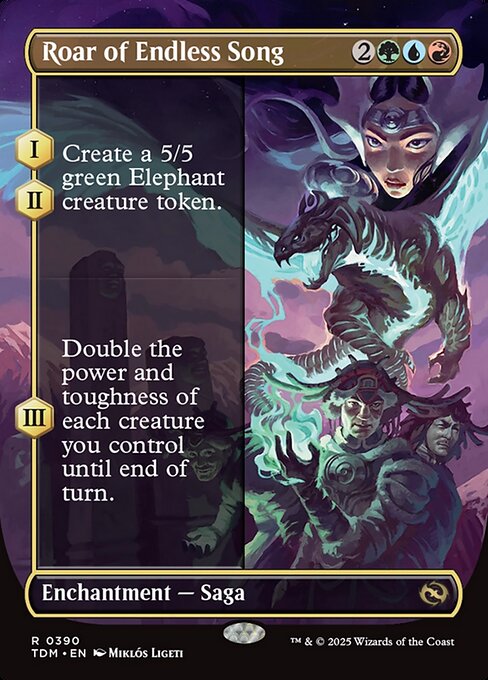 Roar of Endless Song 2
I
II
Create a 5/5
green Elephant
creature token.
III
Double the
power and
toughness of
each creature
you control
until end of
turn.
Enchantment — Saga
R 0390
TDM • EN Miklós Ligeti
™ & © 2025 Wizards of the Coast